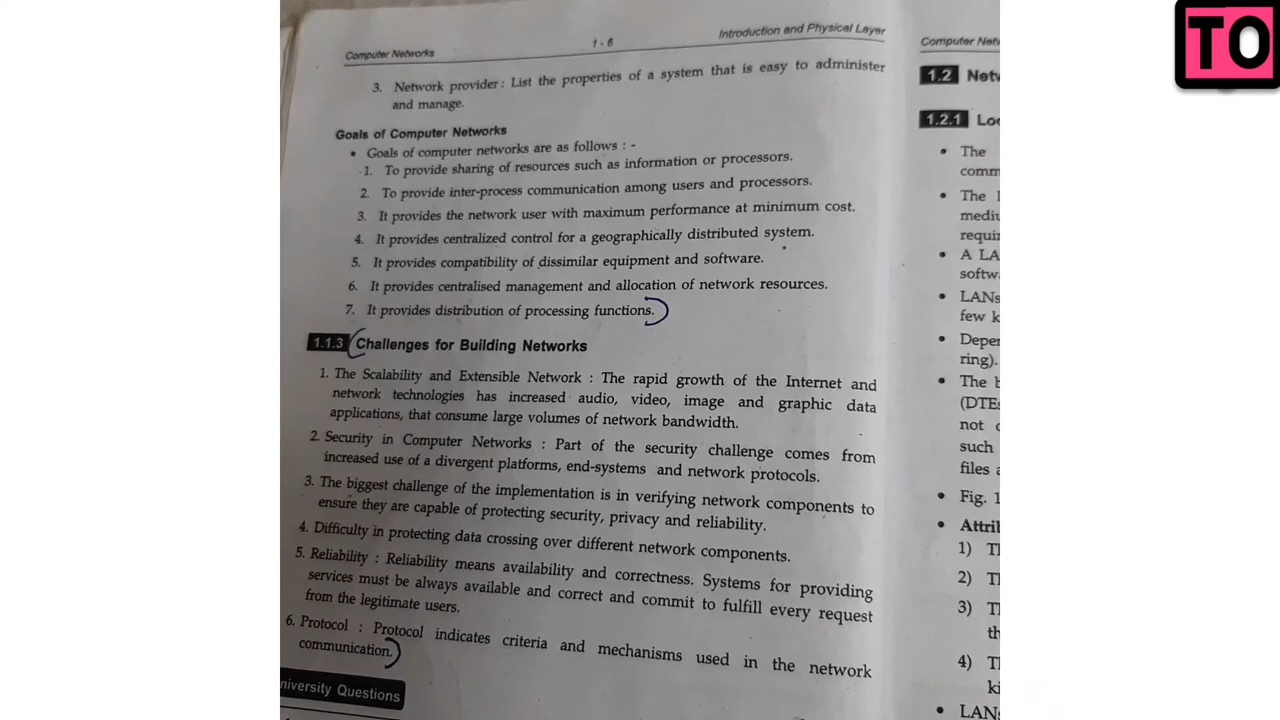 TO
Computer Networks 1 - 6 Introduction and Physical Layer
3. Network provider : List the properties of a system that is easy to administer
and manage.
Goals of Computer Networks
• Goals of computer networks are as follows : -
1. To provide sharing of resources such as information or processors.
2. To provide inter-process communication among users and processors.
3. It provides the network user with maximum performance at minimum cost.
4. It provides centralized control for a geographically distributed system.
5. It provides compatibility of dissimilar equipment and software.
6. It provides centralised management and allocation of network resources.
7. It provides distribution of processing functions.
1.1.3 Challenges for Building Networks
1. The Scalability and Extensible Network : The rapid growth of the Internet and
network technologies has increased audio, video, image and graphic data
applications, that consume large volumes of network bandwidth.
2. Security in Computer Networks : Part of the security challenge comes from
increased use of a divergent platforms, end-systems and network protocols.
3. The biggest challenge of the implementation is in verifying network components to
ensure they are capable of protecting security, privacy and reliability.
4. Difficulty in protecting data crossing over different network components.
5. Reliability : Reliability means availability and correctness. Systems for providing
services must be always available and correct and commit to fulfill every request
from the legitimate users.
6. Protocol : Protocol indicates criteria and mechanisms used in the network
communication.
University Questions
Computer Net
1.2 Net
1.2.1 Lo
• The
comm
• The
mediu
requir
• A LA
softw
• LANs
few k
• Depen
ring).
• The b
(DTEs
not
such
files a
• Fig. 1
• Attrib
1) T
2) T
3) T
th
4) T
ki
• LANs